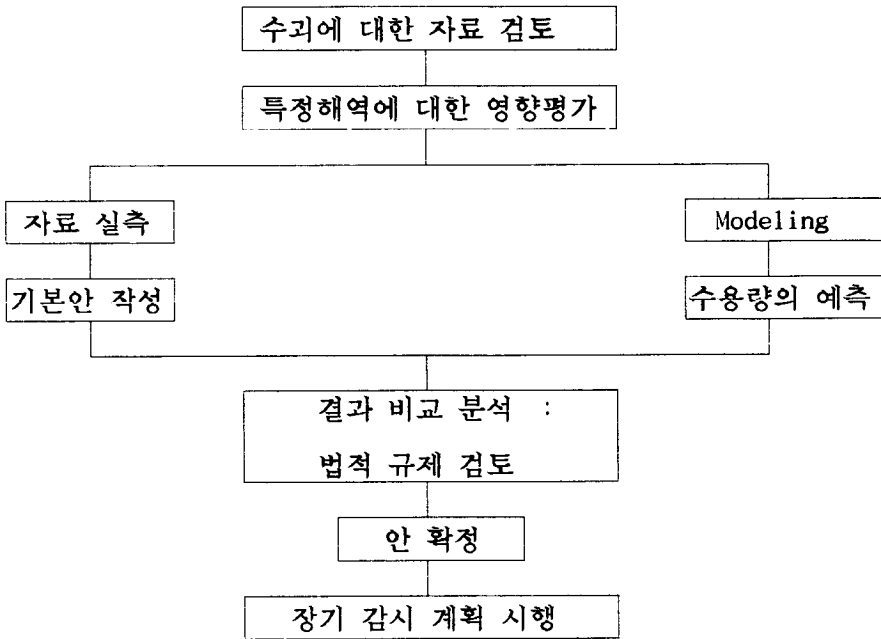 수괴에 대한 자료 검토
특정해역에 대한 영향평가
자료 실측
Modeling
기본안 작성
수용량의 예측
결과 비교 분석 :
법적 규제 검토
안 확정
장기 감시 계획 시행